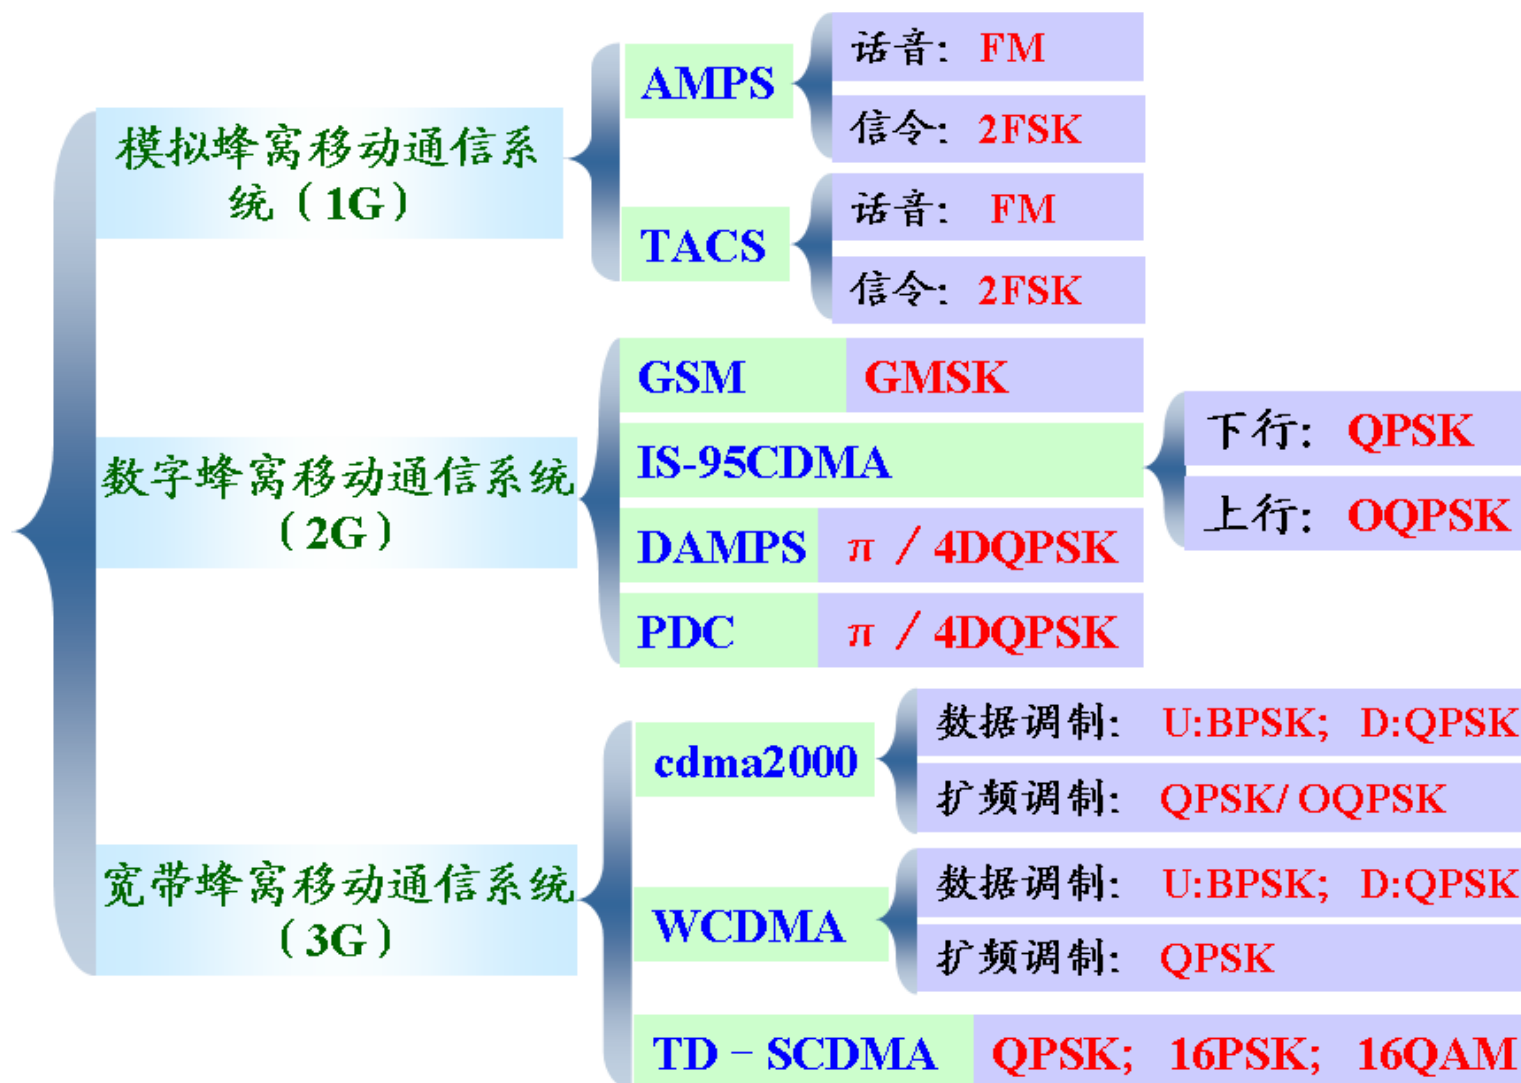 模拟蜂窝移动通信系
统（1G）
AMPS
话音: FM
信令: 2FSK
TACS
话音: FM
信令: 2FSK
数字蜂窝移动通信系统
（2G）
GSM GMSK
IS-95CDMA
下行: QPSK
上行: OQPSK
DAMPS π／4DQPSK
PDC π／4DQPSK
宽带蜂窝移动通信系统
（3G）
cdma2000
数据调制: U:BPSK; D:QPSK
扩频调制: QPSK/ OQPSK
WCDMA
数据调制: U:BPSK; D:QPSK
扩频调制: QPSK
TD－SCDMA QPSK; 16PSK; 16QAM